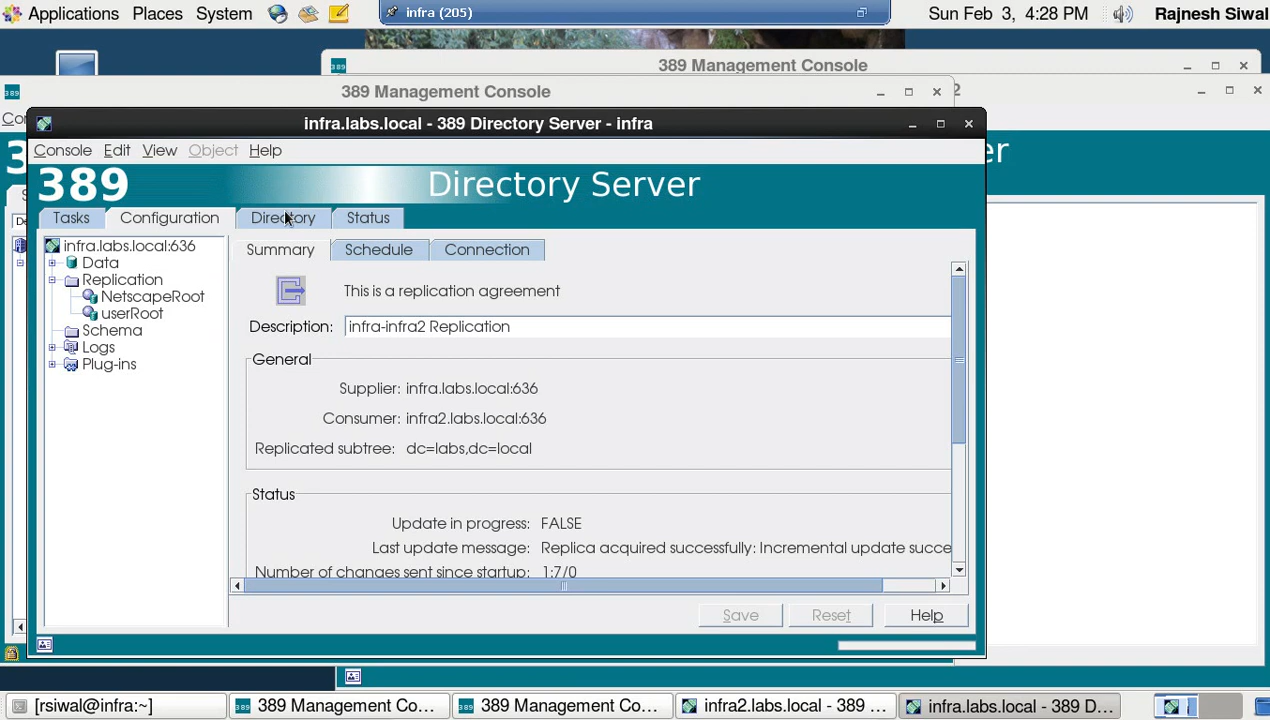 Applications Places System infra (205) Sun Feb 3, 4:28 PM Rajnesh Siwal
389 Management Console
389 Management Console
infra.labs.local - 389 Directory Server - infra
Console Edit View Object Help
389 Directory Server
Tasks Configuration Directory Status
infra.labs.local:636
Data
Replication
NetscapeRoot
userRoot
Schema
Logs
Plug-ins
Summary Schedule Connection
This is a replication agreement
Description: infra-infra2 Replication
General
Supplier: infra.labs.local:636
Consumer: infra2.labs.local:636
Replicated subtree: dc=labs,dc=local
Status
Update in progress: FALSE
Last update message: Replica acquired successfully: Incremental update succe
Number of changes sent since startup: 1:7/0
Save Reset Help
[rsiwal@infra:~] 389 Management Co... 389 Management Co... infra2.labs.local - 389 ... infra.labs.local - 389 D...